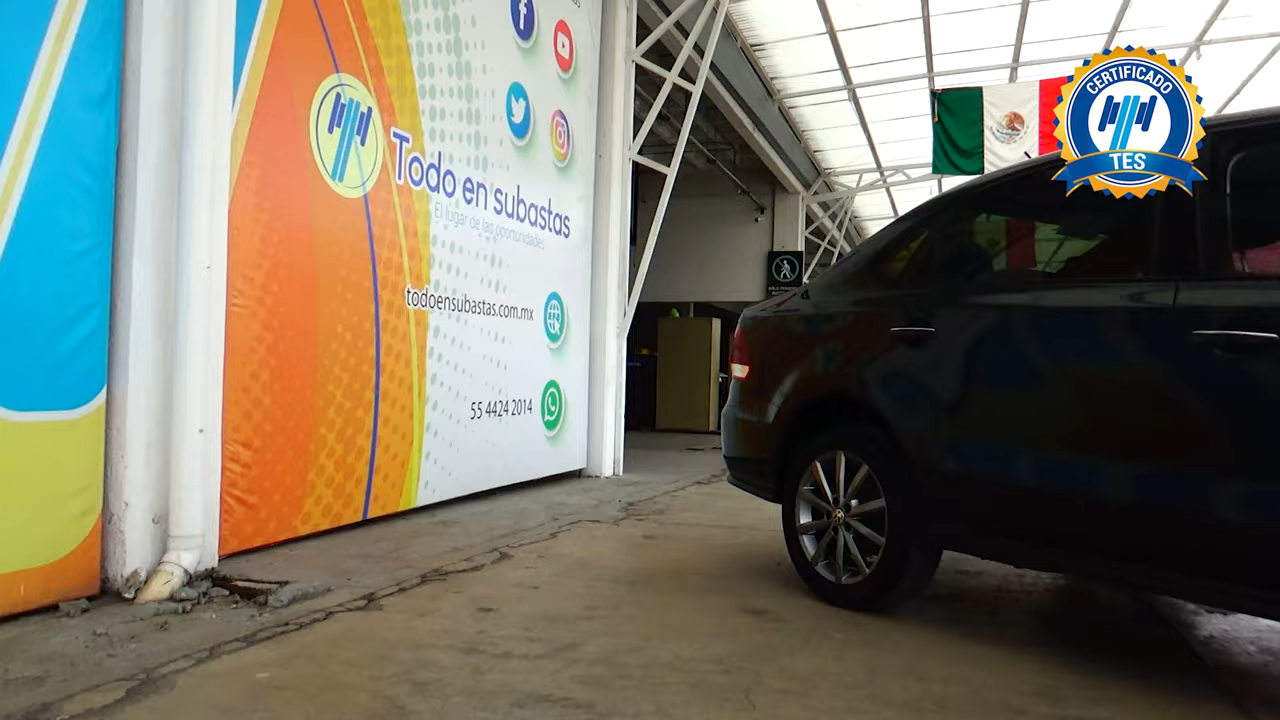 Todo en subastas
El lugar de las oportunidades
todoensubastas.com.mx
55 4424 2014
CERTIFICADO
TES